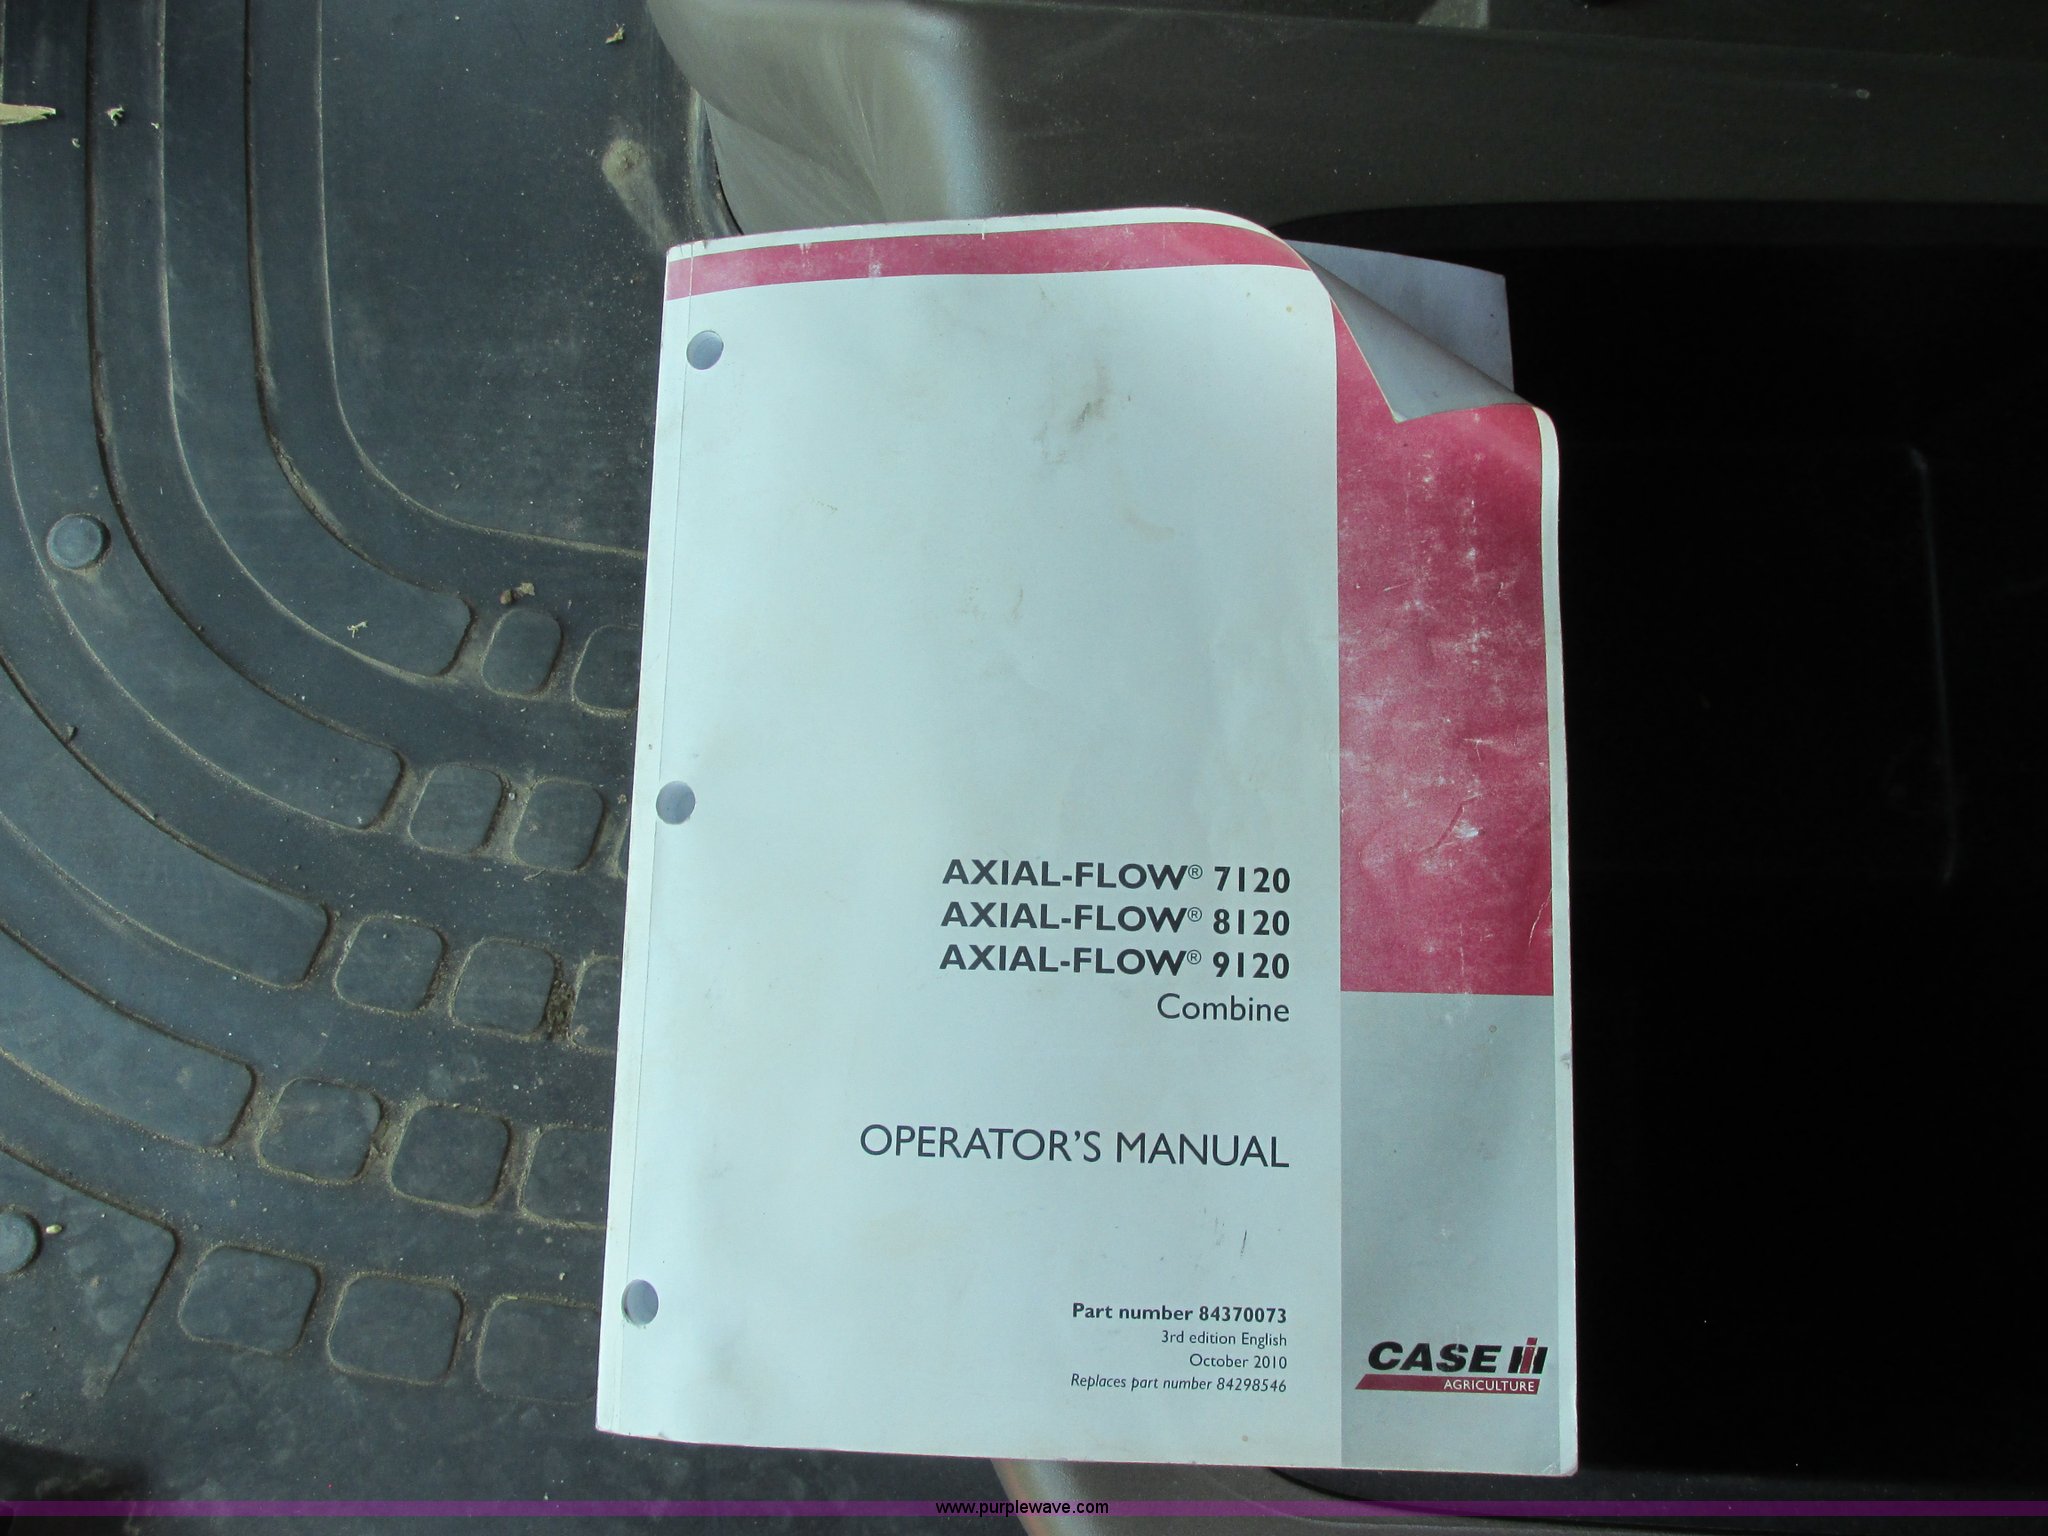 AXIAL-FLOW® 7120
AXIAL-FLOW® 8120
AXIAL-FLOW® 9120
Combine
OPERATOR'S MANUAL
Part number 84370073
3rd edition English
October 2010
Replaces part number 84298546
CASE IH
AGRICULTURE
www.purplewave.com